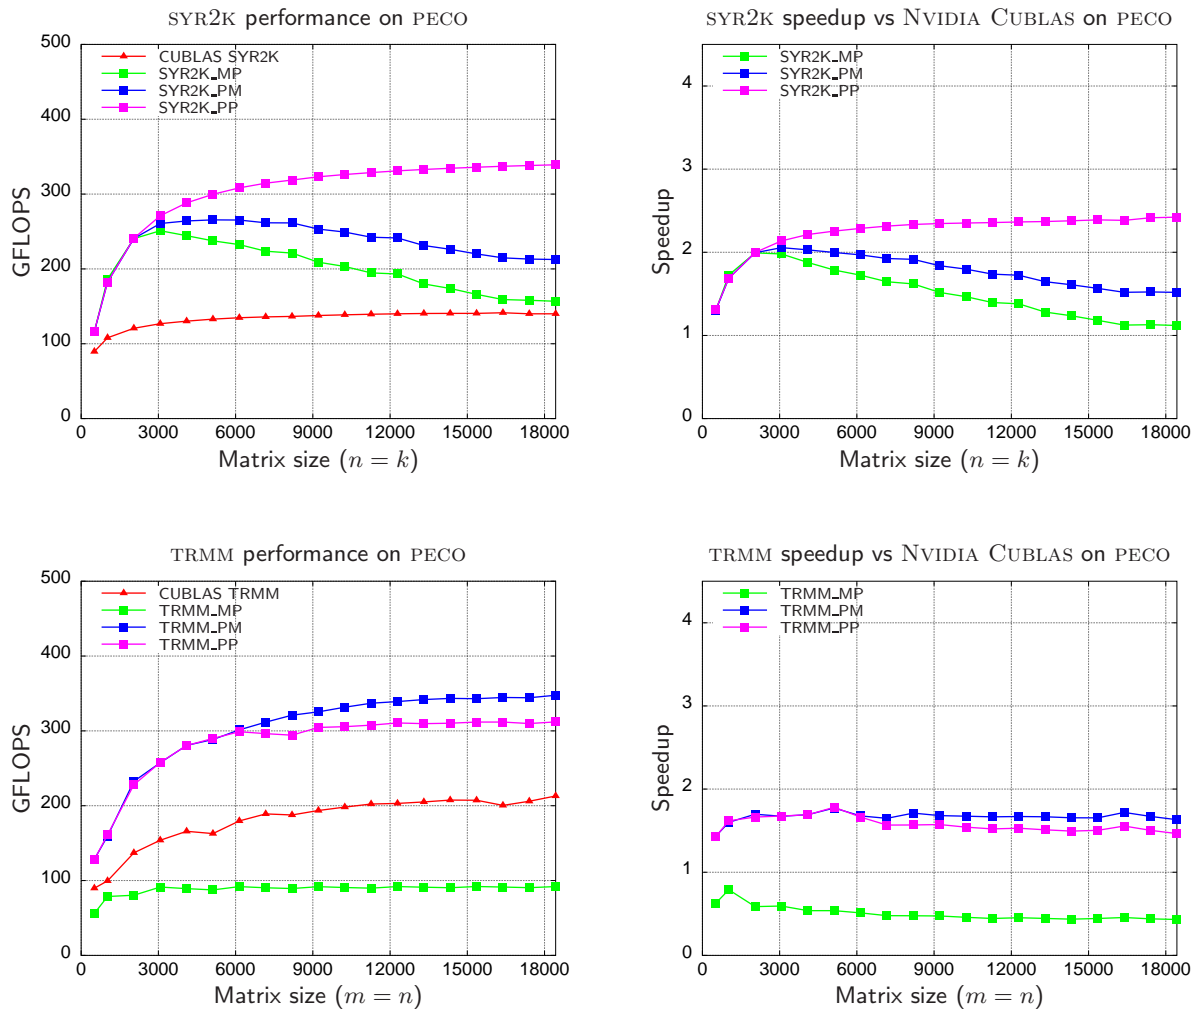 SYR2K performance on PECO
500
400
300
200
100
0
GFLOPS
CUBLAS SYR2K
SYR2K_MP
SYR2K_PM
SYR2K_PP
0 3000 6000 9000 12000 15000 18000
Matrix size (n = k)
SYR2K speedup vs NVIDIA CUBLAS on PECO
4
3
2
1
0
Speedup
SYR2K_MP
SYR2K_PM
SYR2K_PP
0 3000 6000 9000 12000 15000 18000
Matrix size (n = k)
TRMM performance on PECO
500
400
300
200
100
0
GFLOPS
CUBLAS TRMM
TRMM_MP
TRMM_PM
TRMM_PP
0 3000 6000 9000 12000 15000 18000
Matrix size (m = n)
TRMM speedup vs NVIDIA CUBLAS on PECO
4
3
2
1
0
Speedup
TRMM_MP
TRMM_PM
TRMM_PP
0 3000 6000 9000 12000 15000 18000
Matrix size (m = n)